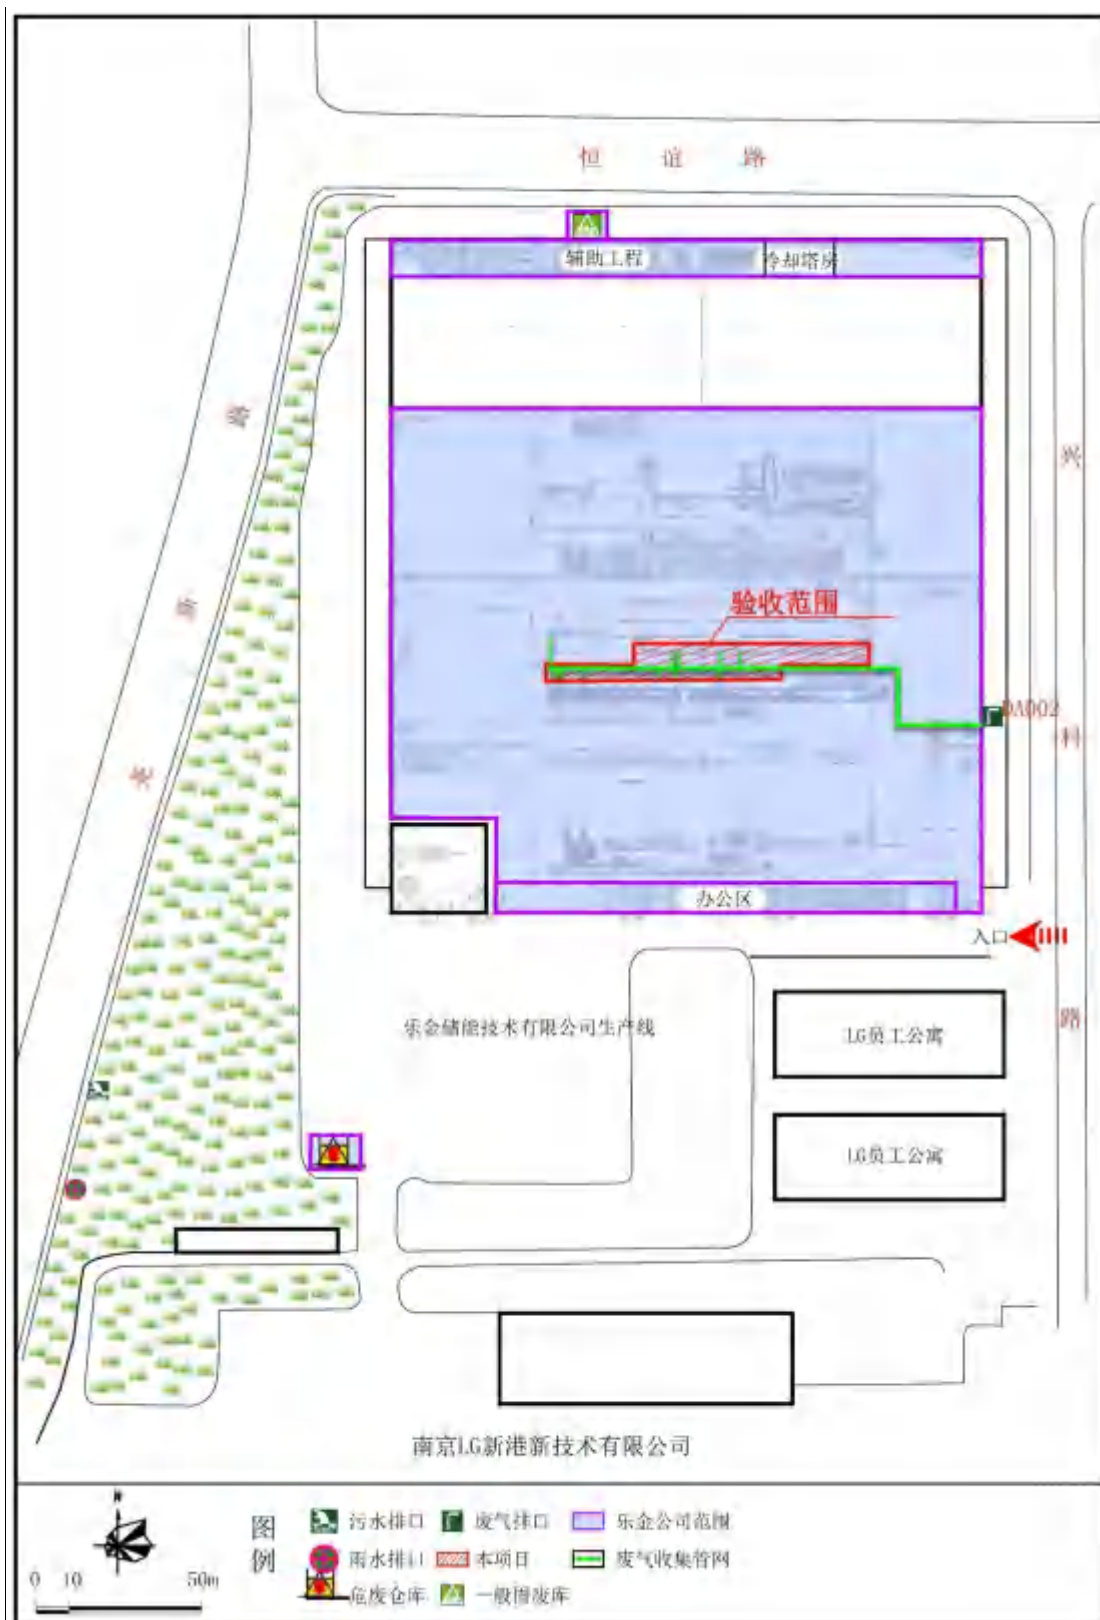 恒谊路
辅助工程
冷却塔房
路
兴
新
验收范围
DA002
科
尧
办公区
入口
乐金储能技术有限公司生产线
路
LG员工公寓
LG员工公寓
南京LG新港新技术有限公司
N
图例
污水排口
废气排口
乐金公司范围
雨水排口
本项目
废气收集管网
危废仓库
一般固废库
0 10 50m